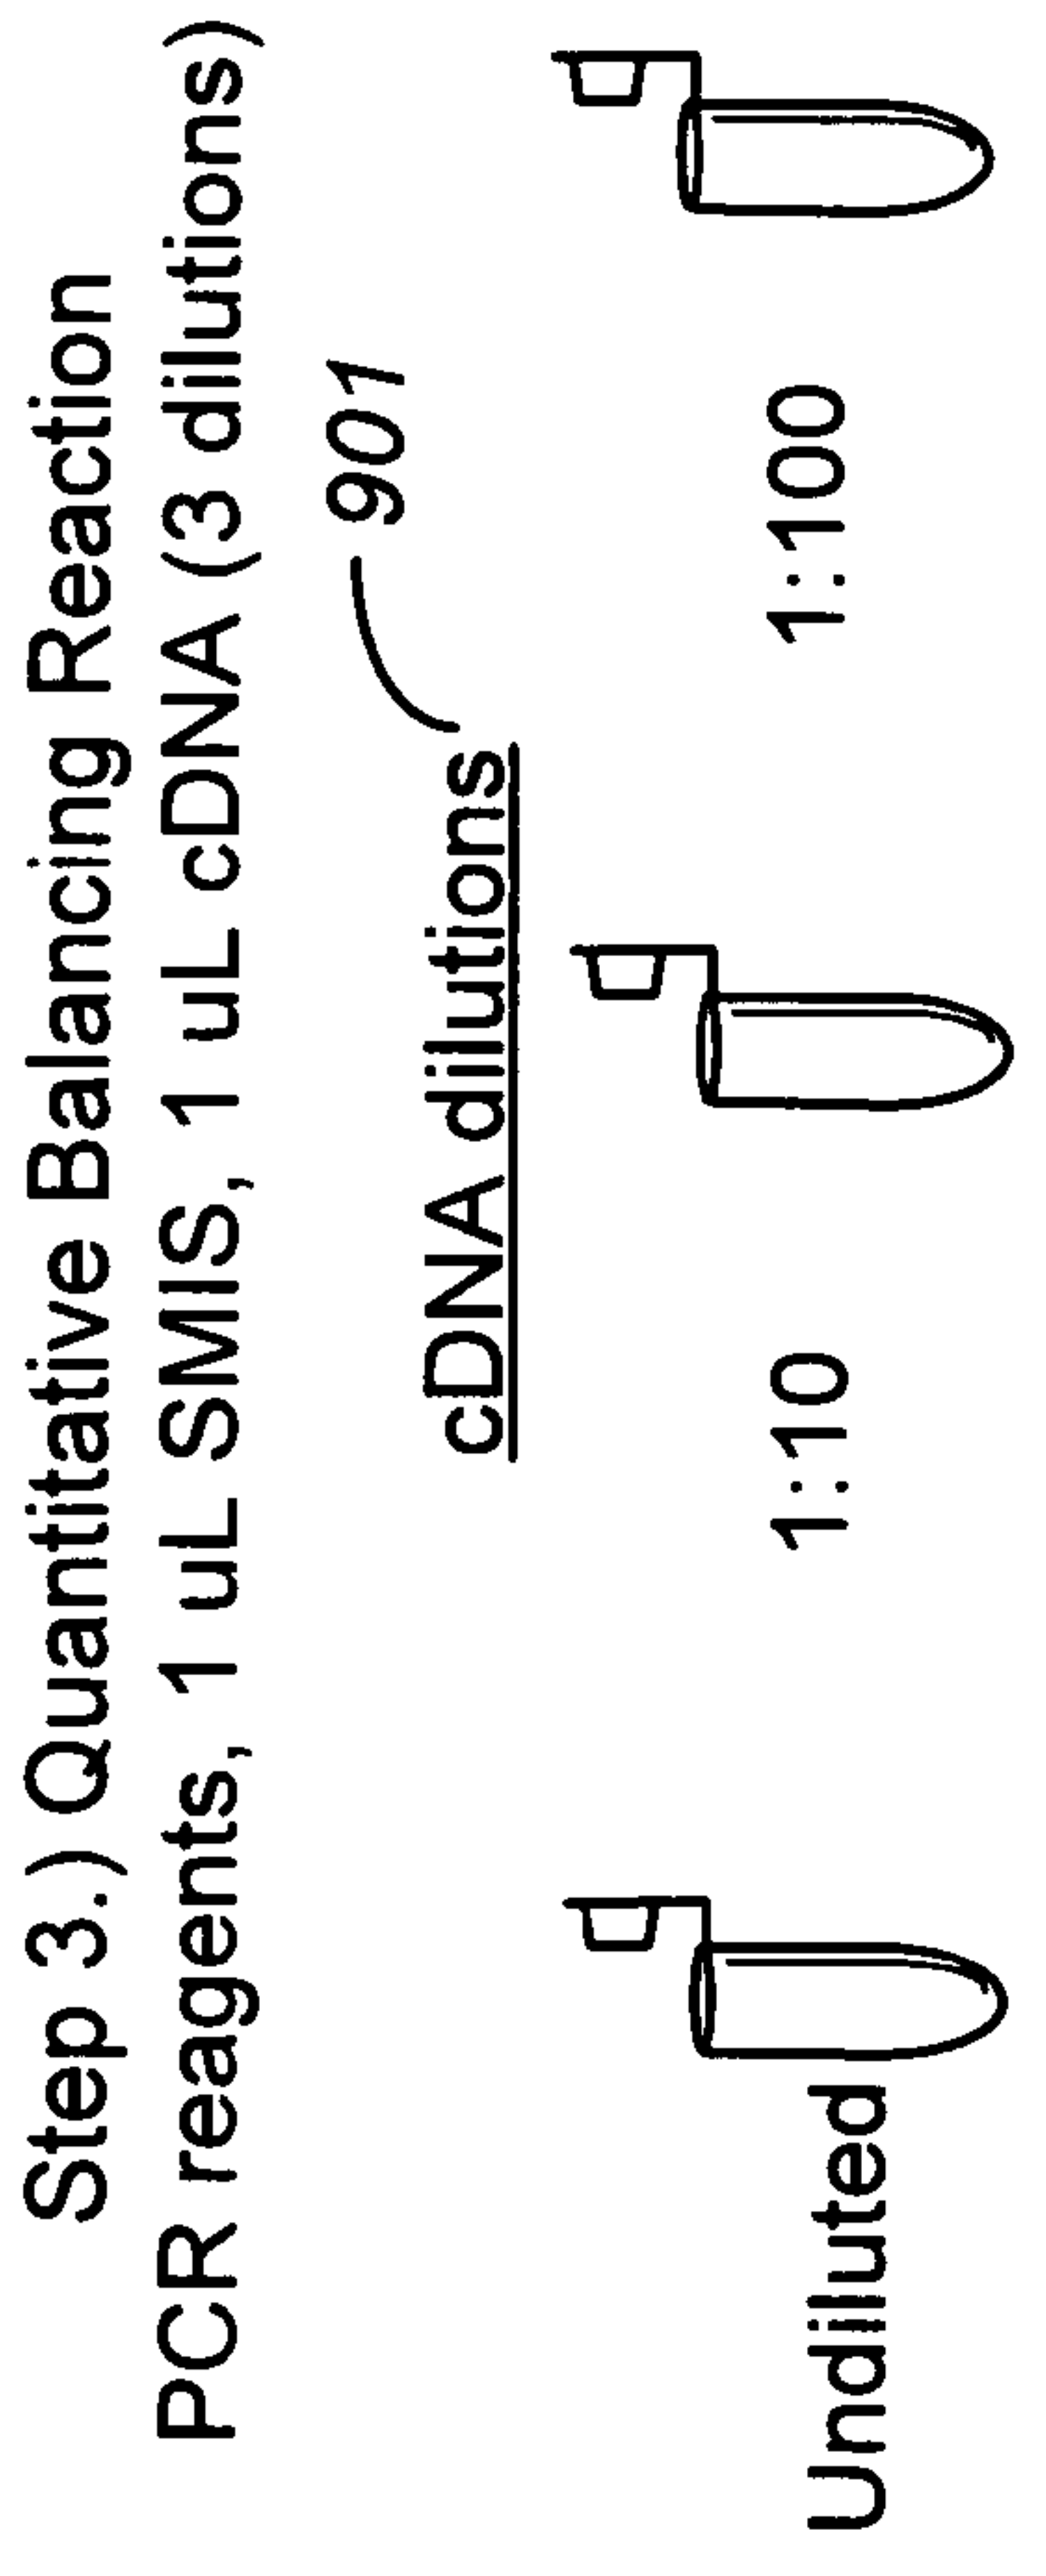 Step 3.) Quantitative Balancing Reaction
PCR reagents, 1 uL SMIS, 1 uL cDNA (3 dilutions)
901
cDNA dilutions
Undiluted 1:10 1:100